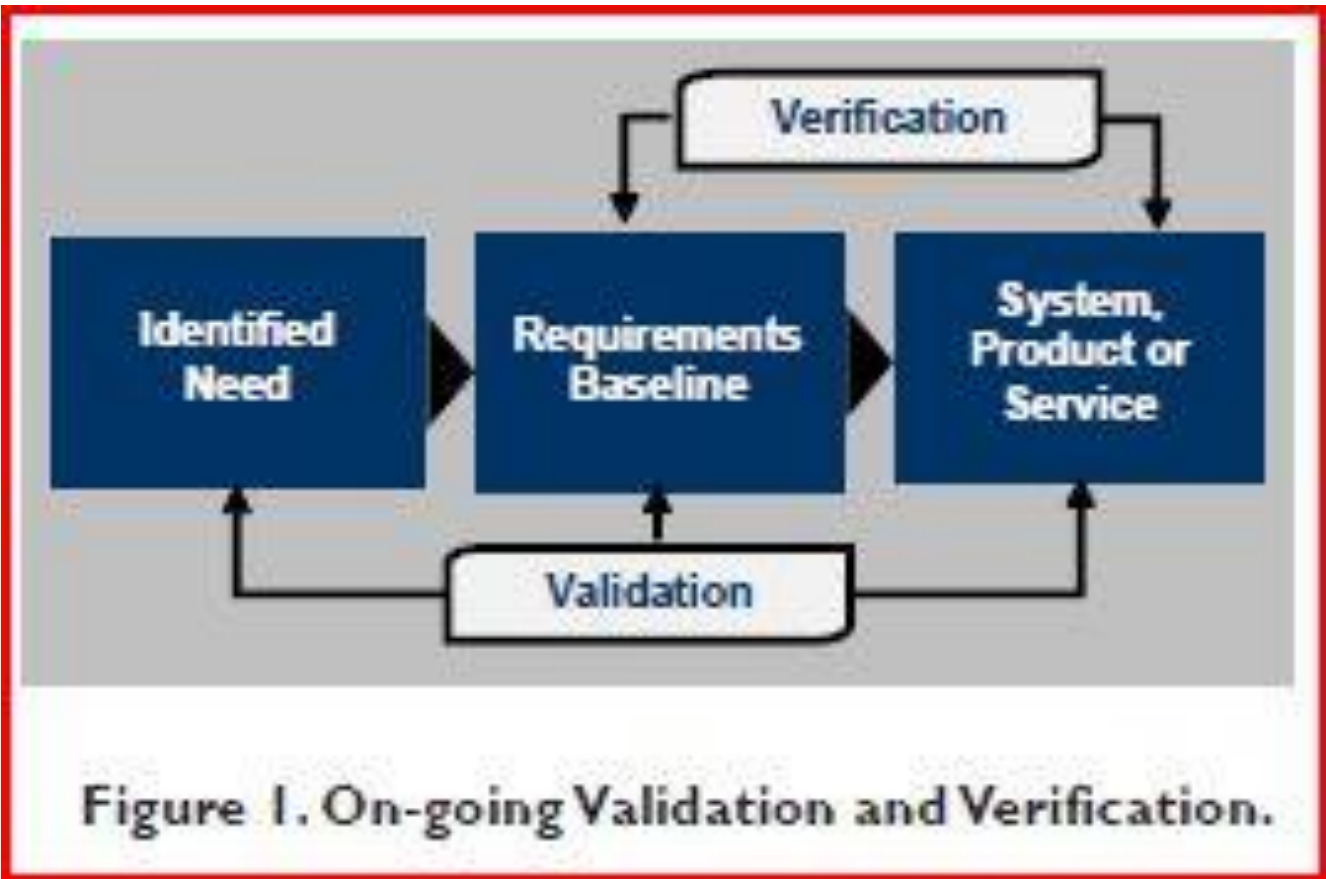 Verification
Identified
Need
Requirements
Baseline
System,
Product or
Service
Validation
Figure 1. On-going Validation and Verification.